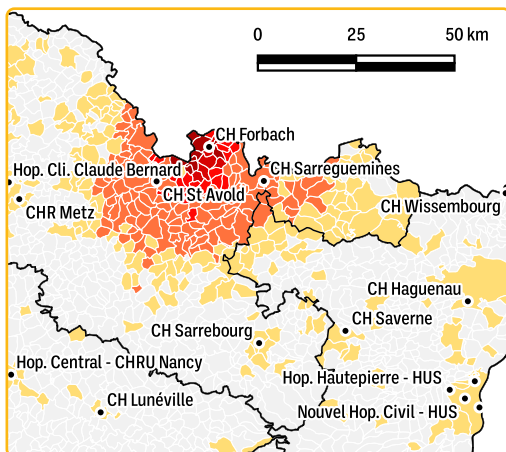 0 25 50 km
CH Forbach
Hop. Cli. Claude Bernard
CH Sarreguemines
CH St Avold
CHR Metz
CH Wissembourg
CH Haguenau
CH Sarrebourg
CH Saverne
Hop. Central - CHRU Nancy
Hop. Hautepierre - HUS
CH Lunéville
Nouvel Hop. Civil - HUS